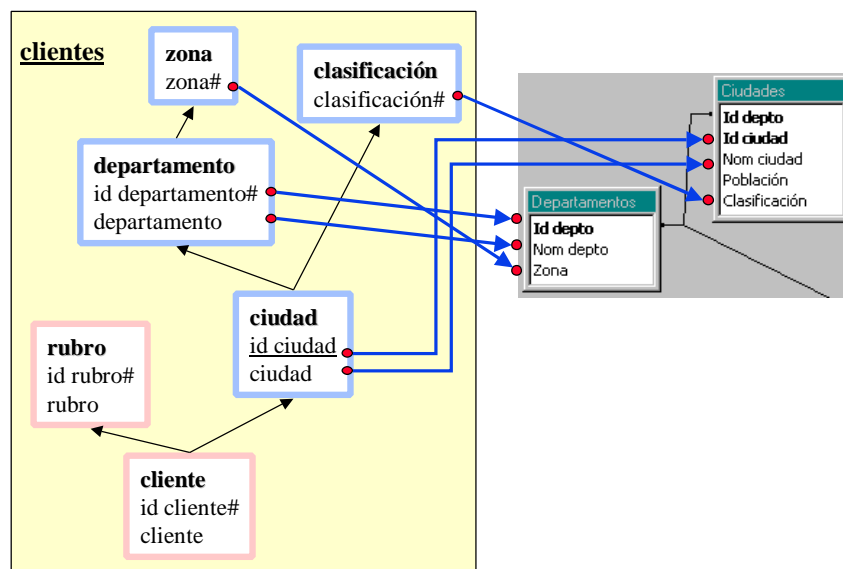 clientes
zona
zona#
clasificación
clasificación#
departamento
id departamento#
departamento
ciudad
id ciudad
ciudad
rubro
id rubro#
rubro
cliente
id cliente#
cliente
Departamentos
Id depto
Nom depto
Zona
Ciudades
Id depto
Id ciudad
Nom ciudad
Población
Clasificación